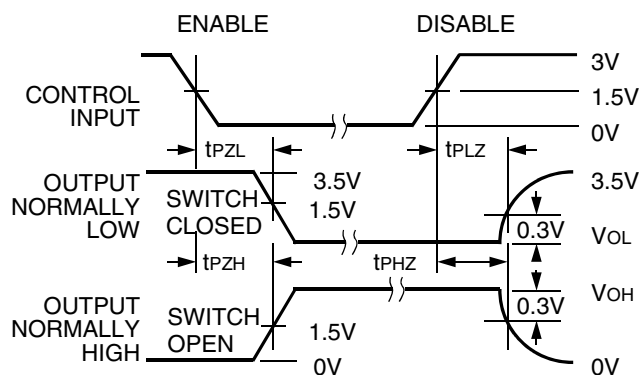 ENABLE
DISABLE
CONTROL
INPUT
3V
1.5V
0V
tPZL
tPLZ
OUTPUT
NORMALLY
LOW
SWITCH
CLOSED
3.5V
1.5V
3.5V
0.3V
VOL
tPZH
tPHZ
OUTPUT
NORMALLY
HIGH
SWITCH
OPEN
1.5V
0V
0.3V
VOH
0V